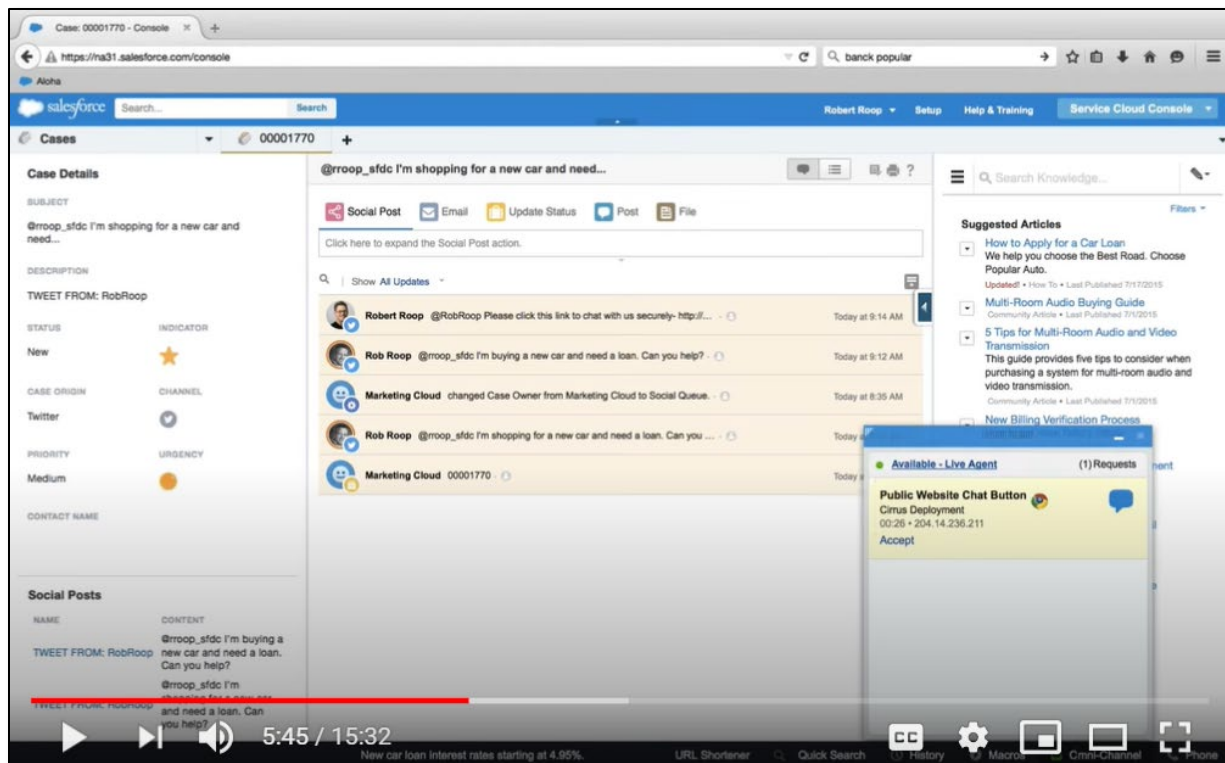 Case: 00001770 - Console
https://na31.salesforce.com/console
banck popular
Aloha
salesforce
Search...
Search
Robert Roop
Setup
Help & Training
Service Cloud Console
Cases
00001770
Case Details
SUBJECT
@rroop_sfdc I'm shopping for a new car and
need...
DESCRIPTION
TWEET FROM: RobRoop
STATUS
INDICATOR
New
CASE ORIGIN
CHANNEL
Twitter
PRIORITY
URGENCY
Medium
CONTACT NAME
Social Posts
NAME
CONTENT
TWEET FROM: RobRoop
@rroop_sfdc I'm buying a
new car and need a loan.
Can you help?
TWEET FROM: RobRoop
@rroop_sfdc I'm
shopping for a new car
and need a loan. Can
you help?
@rroop_sfdc I'm shopping for a new car and need...
?
Social Post
Email
Update Status
Post
File
Click here to expand the Social Post action.
Show All Updates
Robert Roop @RobRoop Please click this link to chat with us securely- http://... ·
Today at 9:14 AM
Rob Roop @rroop_sfdc I'm buying a new car and need a loan. Can you help? ·
Today at 9:12 AM
Marketing Cloud changed Case Owner from Marketing Cloud to Social Queue. ·
Today at 8:35 AM
Rob Roop @rroop_sfdc I'm shopping for a new car and need a loan. Can you ... ·
Today
Marketing Cloud 00001770 ·
Today
Search Knowledge...
Filters
Suggested Articles
How to Apply for a Car Loan
We help you choose the Best Road. Choose
Popular Auto.
Updated! • How To • Last Published 7/17/2015
Multi-Room Audio Buying Guide
Community Article • Last Published 7/1/2015
5 Tips for Multi-Room Audio and Video
Transmission
This guide provides five tips to consider when
purchasing a system for multi-room audio and
video transmission.
Community Article • Last Published 7/1/2015
New Billing Verification Process
Available - Live Agent
(1) Requests
Public Website Chat Button
Cirrus Deployment
00:26 • 204.14.236.211
Accept
5:45 / 15:32
CC
New car loan interest rates starting at 4.95%.
URL Shortener
Quick Search
History
Macros
Omni-Channel
Phone